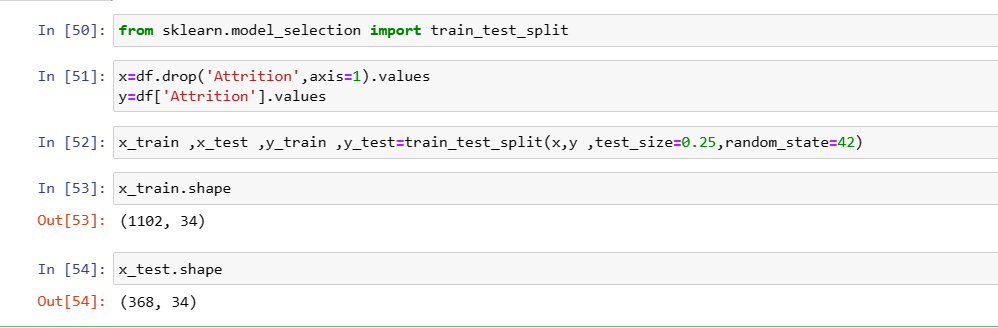 In [50]: from sklearn.model_selection import train_test_split
In [51]: x=df.drop('Attrition',axis=1).values
y=df['Attrition'].values
In [52]: x_train ,x_test ,y_train ,y_test=train_test_split(x,y ,test_size=0.25,random_state=42)
In [53]: x_train.shape
Out[53]: (1102, 34)
In [54]: x_test.shape
Out[54]: (368, 34)